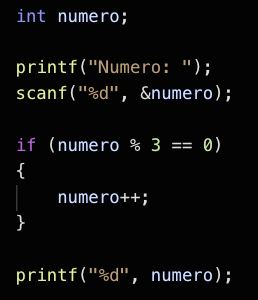 int numero;
printf("Numero: ");
scanf("%d", &numero);
if (numero % 3 == 0)
{
numero++;
}
printf("%d", numero);